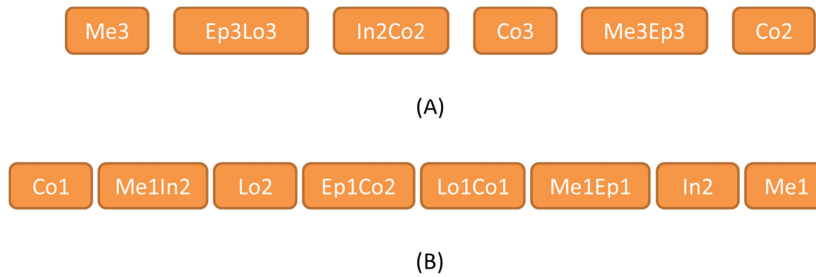 Me3 Ep3Lo3 In2Co2 Co3 Me3Ep3 Co2
(A)
Co1 Me1In2 Lo2 Ep1Co2 Lo1Co1 Me1Ep1 In2 Me1
(B)